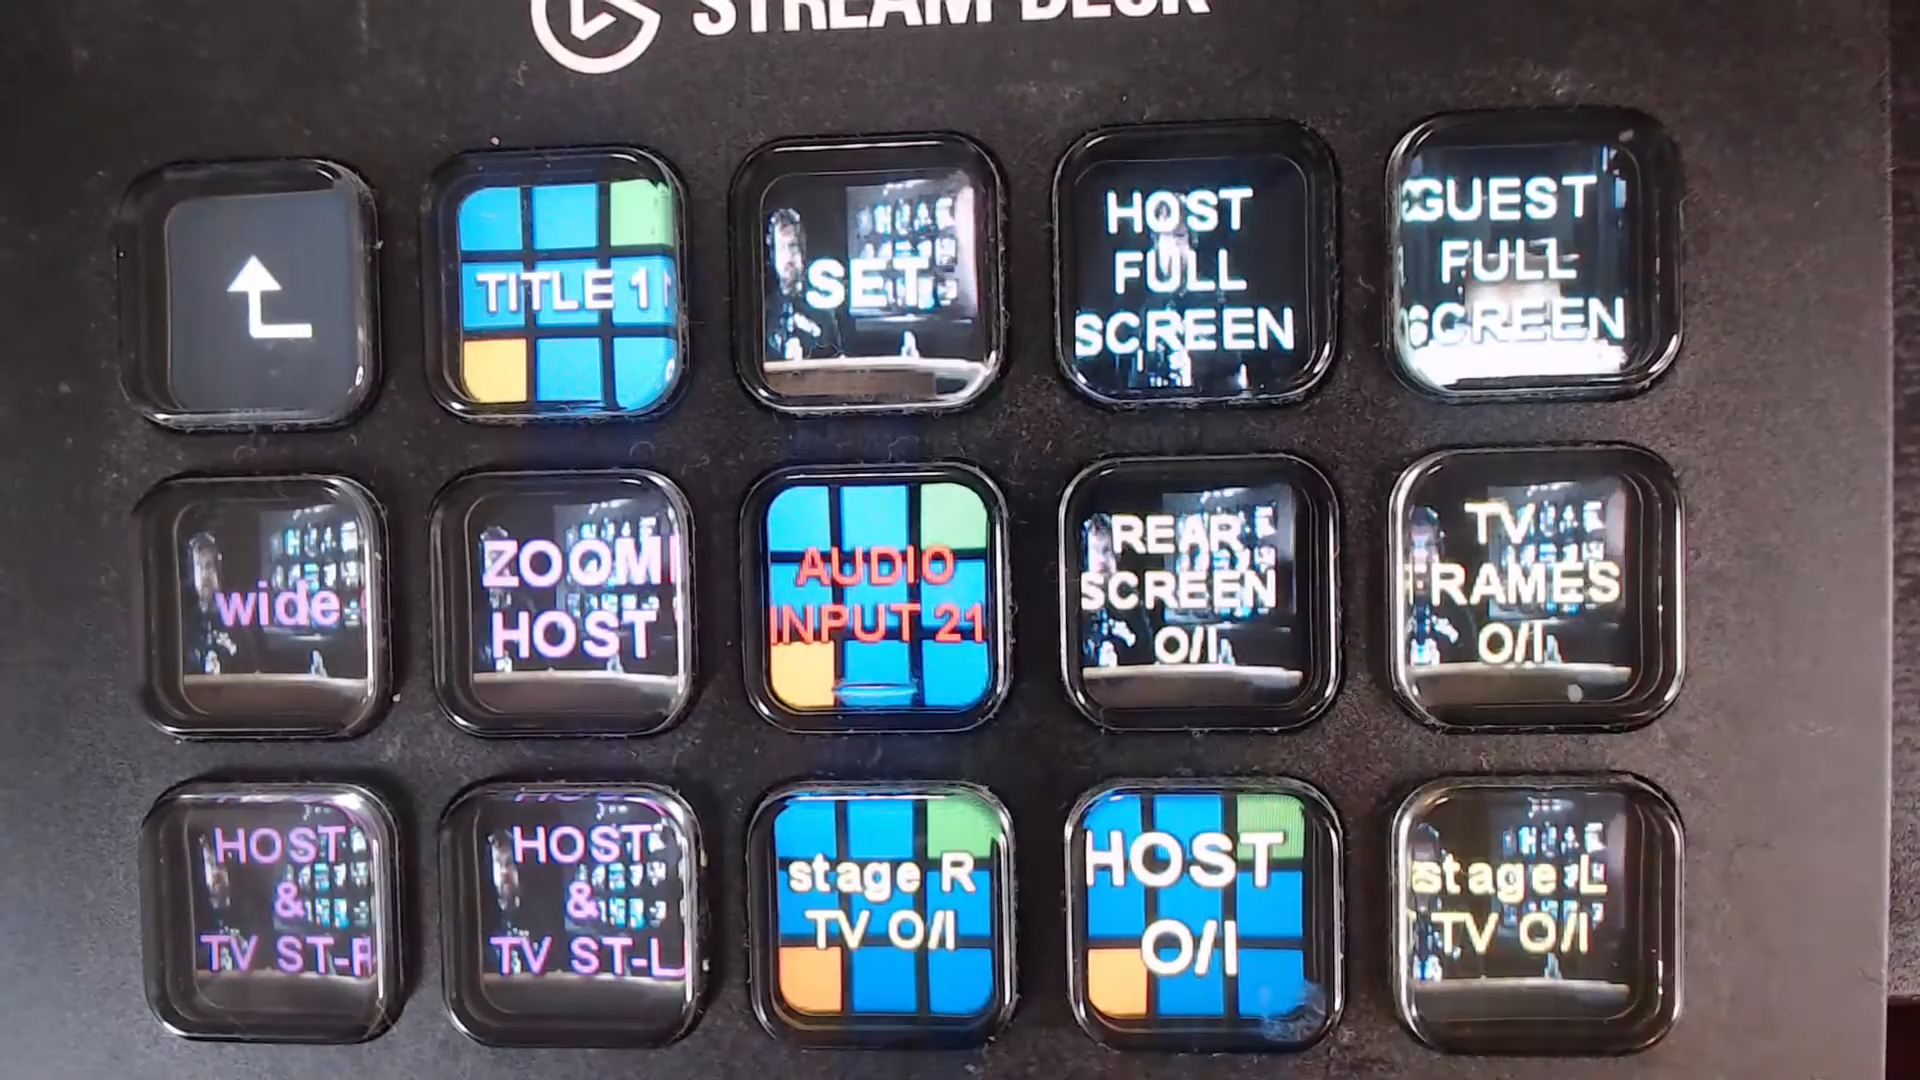 STREAM DECK
TITLE 1
SET
HOST
FULL
SCREEN
GUEST
FULL
SCREEN
wide
ZOOM
HOST
AUDIO
INPUT 21
REAR
SCREEN
O/I
TV
FRAMES
O/I
HOST
&
TV ST-R
HOST
&
TV ST-L
stage R
TV O/I
HOST
O/I
stage L
TV O/I